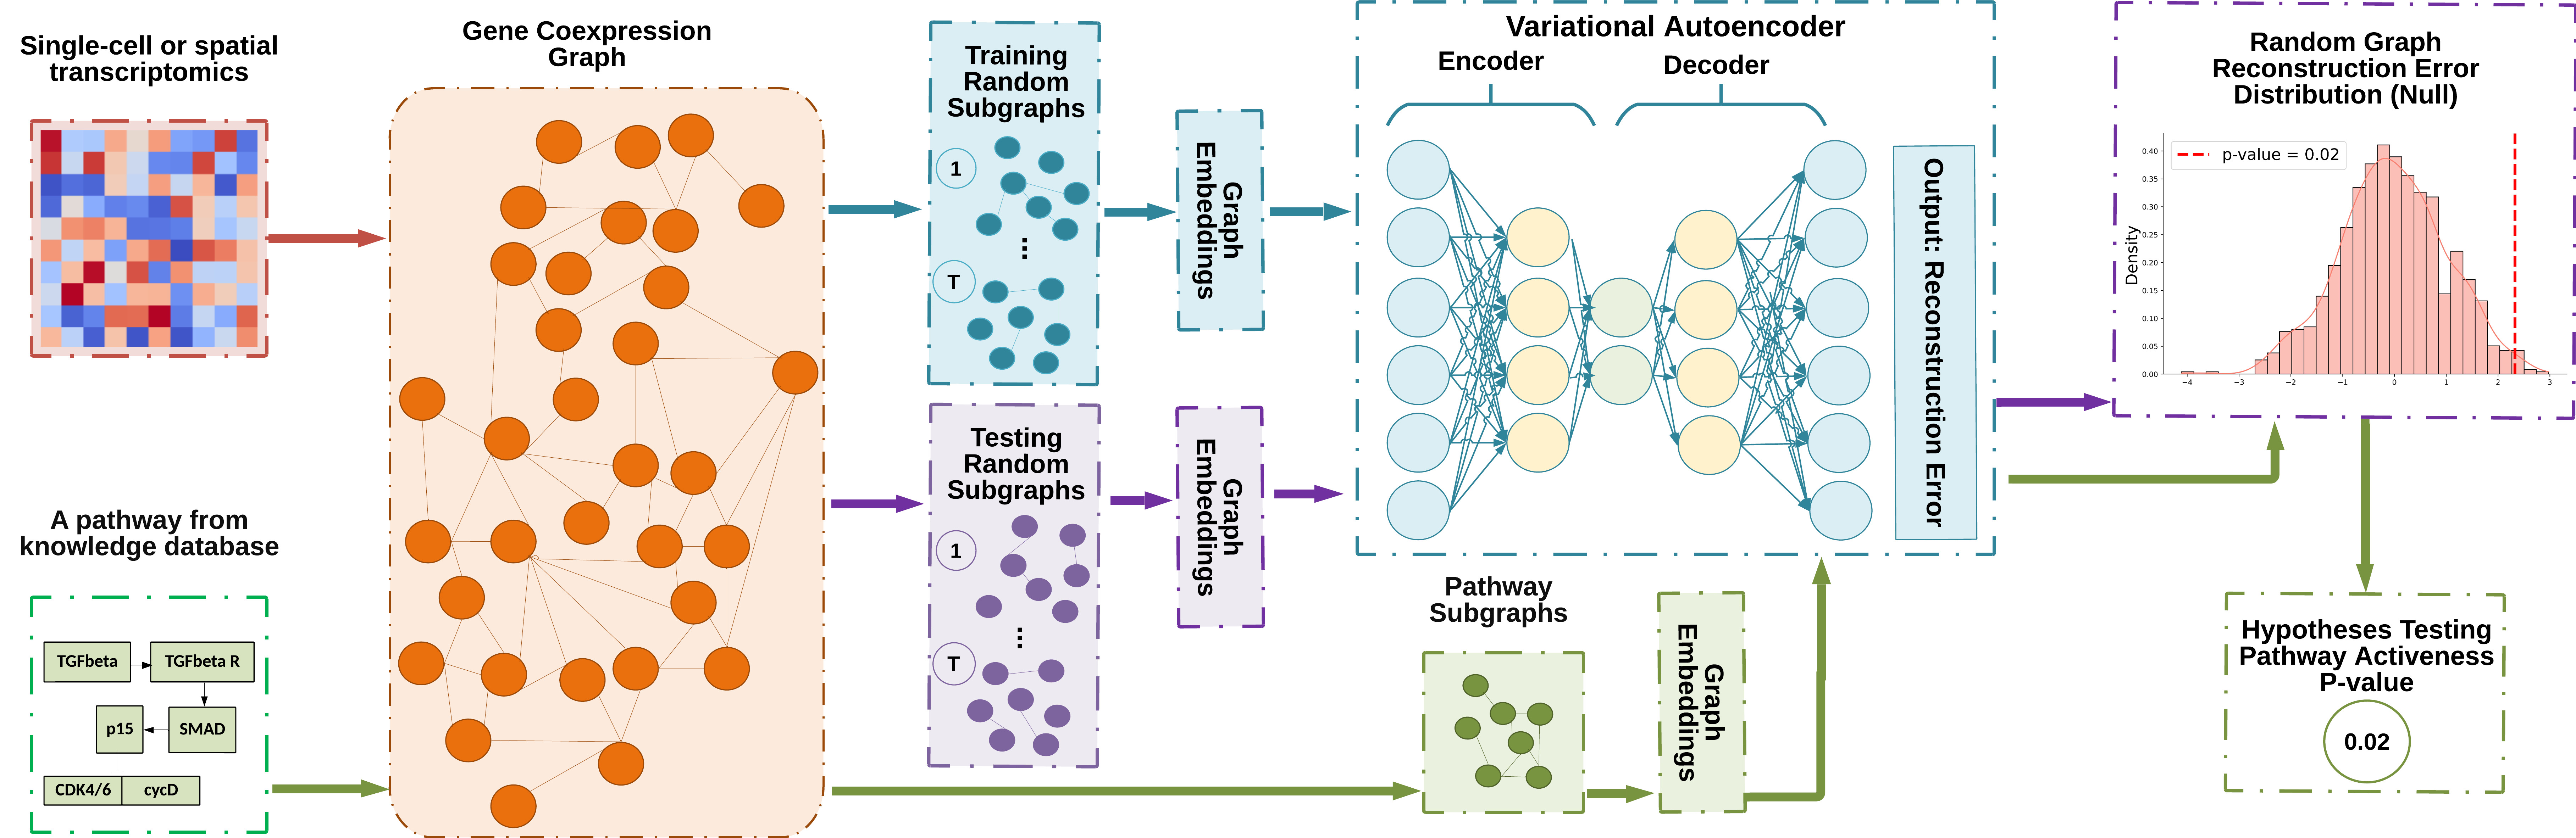 Single-cell or spatial
transcriptomics
A pathway from
knowledge database
TGFbeta
TGFbeta R
p15
SMAD
CDK4/6
cycD
Gene Coexpression
Graph
Training
Random
Subgraphs
1
...
T
Graph
Embeddings
Testing
Random
Subgraphs
1
...
T
Graph
Embeddings
Variational Autoencoder
Encoder
Decoder
Output: Reconstruction Error
Pathway
Subgraphs
Graph
Embeddings
Random Graph
Reconstruction Error
Distribution (Null)
p-value = 0.02
Density
0.40
0.35
0.30
0.25
0.20
0.15
0.10
0.05
0.00
−4
−3
−2
−1
0
1
2
3
Hypotheses Testing
Pathway Activeness
P-value
0.02